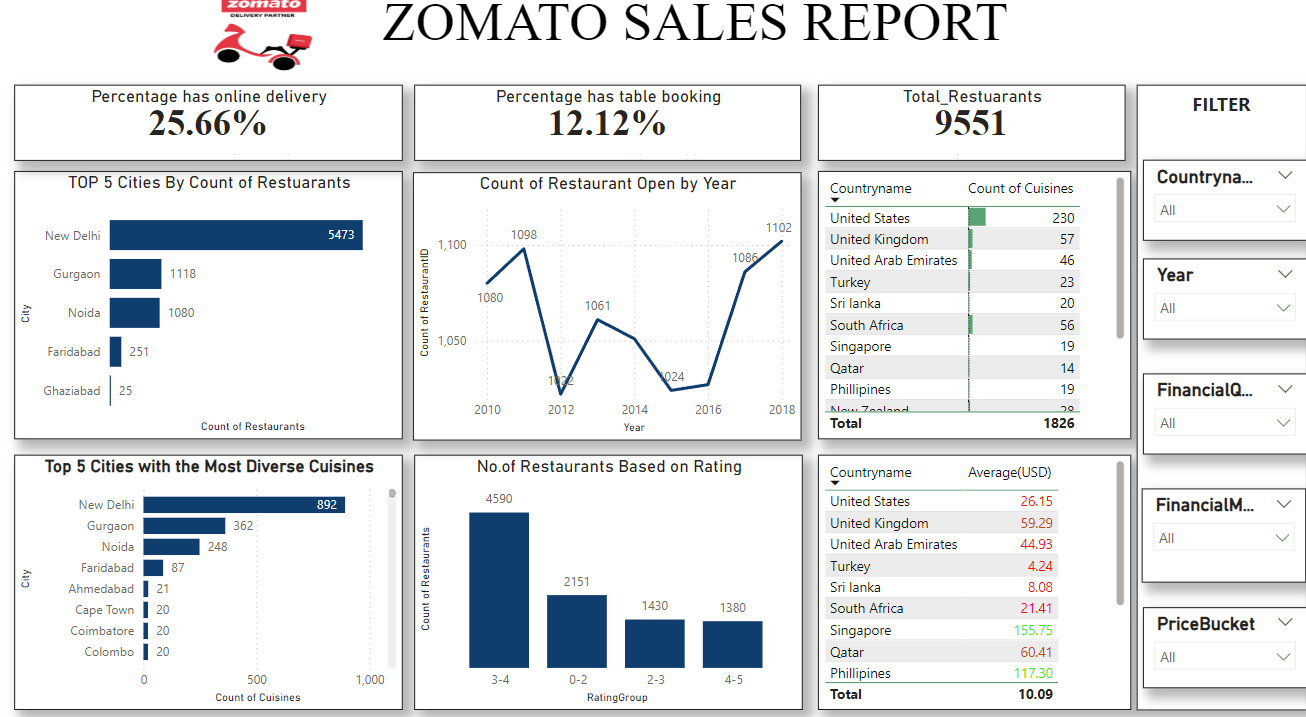 zomato
DELIVERY PARTNER
ZOMATO SALES REPORT
Percentage has online delivery
25.66%
Percentage has table booking
12.12%
Total_Restuarants
9551
FILTER
Countryna...
All
Year
All
FinancialQ...
All
FinancialM...
All
PriceBucket
All
TOP 5 Cities By Count of Restuarants
City
New Delhi 5473
Gurgaon 1118
Noida 1080
Faridabad 251
Ghaziabad 25
Count of Restaurants
Count of Restaurant Open by Year
Count of RestaurantID
1,100
1,050
1080
1098
1022
1061
1024
1086
1102
2010 2012 2014 2016 2018
Year
Countryname Count of Cuisines
United States 230
United Kingdom 57
United Arab Emirates 46
Turkey 23
Sri lanka 20
South Africa 56
Singapore 19
Qatar 14
Phillipines 19
New Zealand 28
Total 1826
Top 5 Cities with the Most Diverse Cuisines
City
New Delhi 892
Gurgaon 362
Noida 248
Faridabad 87
Ahmedabad 21
Cape Town 20
Coimbatore 20
Colombo 20
0 500 1,000
Count of Cuisines
No.of Restaurants Based on Rating
Count of Restaurants
4590
2151
1430
1380
3-4 0-2 2-3 4-5
RatingGroup
Countryname Average(USD)
United States 26.15
United Kingdom 59.29
United Arab Emirates 44.93
Turkey 4.24
Sri lanka 8.08
South Africa 21.41
Singapore 155.75
Qatar 60.41
Phillipines 117.30
Total 10.09